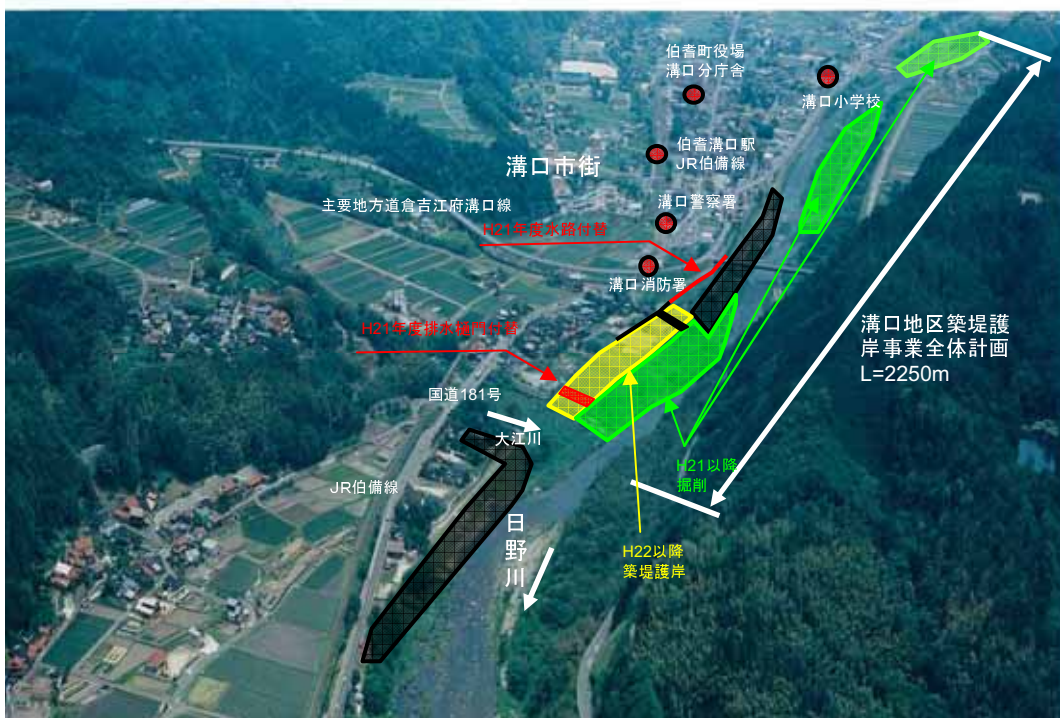 伯耆町役場
溝口分庁舎
溝口小学校
伯耆溝口駅
JR伯備線
溝口市街
主要地方道倉吉江府溝口線
溝口警察署
H21年度水路付替
溝口消防署
H21年度排水樋門付替
溝口地区築堤護
岸事業全体計画
L=2250m
国道181号
大江川
H21以降
掘削
JR伯備線
日
野
川
H22以降
築堤護岸